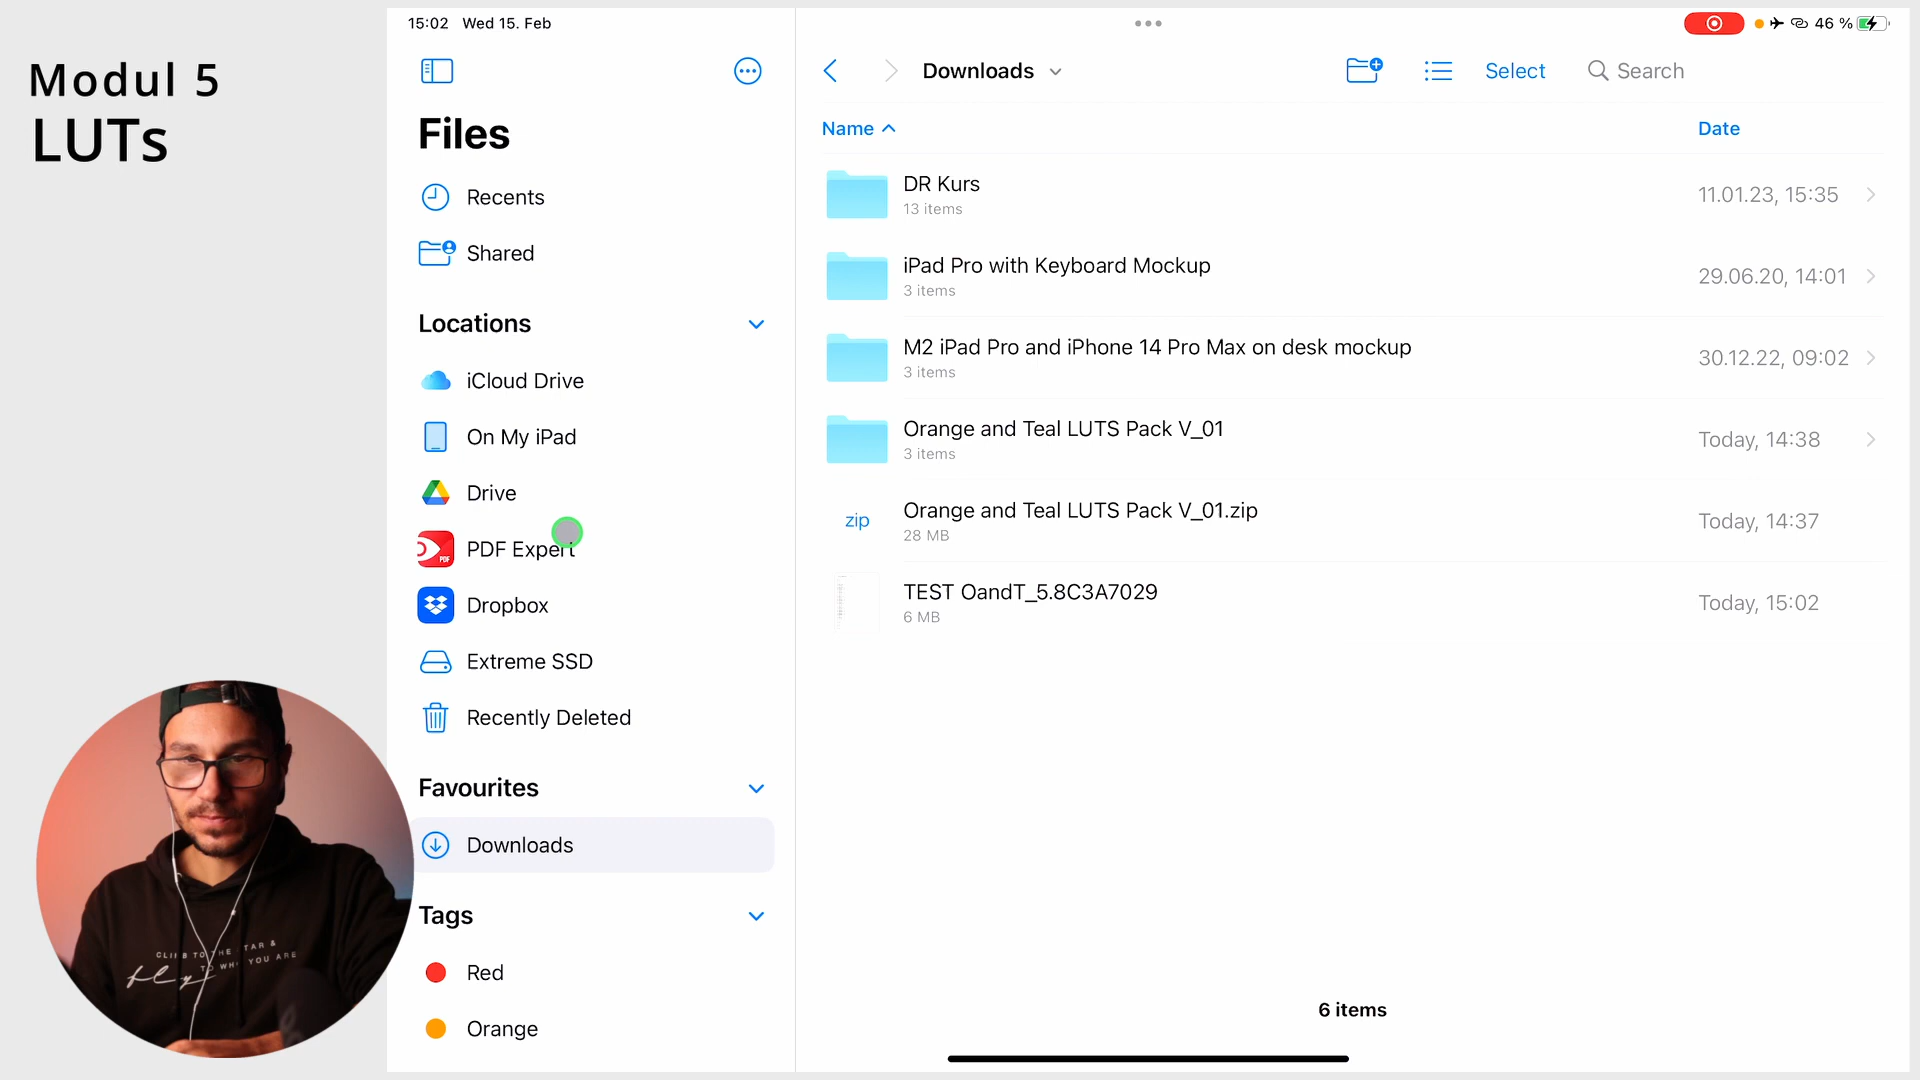 Modul 5
LUTs
15:02 Wed 15. Feb
46 %
Files
Recents
Shared
Locations
iCloud Drive
On My iPad
Drive
PDF Expert
Dropbox
Extreme SSD
Recently Deleted
Favourites
Downloads
Tags
Red
Orange
Downloads
Select
Search
Name
Date
DR Kurs
13 items
11.01.23, 15:35
iPad Pro with Keyboard Mockup
3 items
29.06.20, 14:01
M2 iPad Pro and iPhone 14 Pro Max on desk mockup
3 items
30.12.22, 09:02
Orange and Teal LUTS Pack V_01
3 items
Today, 14:38
zip
Orange and Teal LUTS Pack V_01.zip
28 MB
Today, 14:37
TEST OandT_5.8C3A7029
6 MB
Today, 15:02
6 items
PDF
TO WH YOU ARE